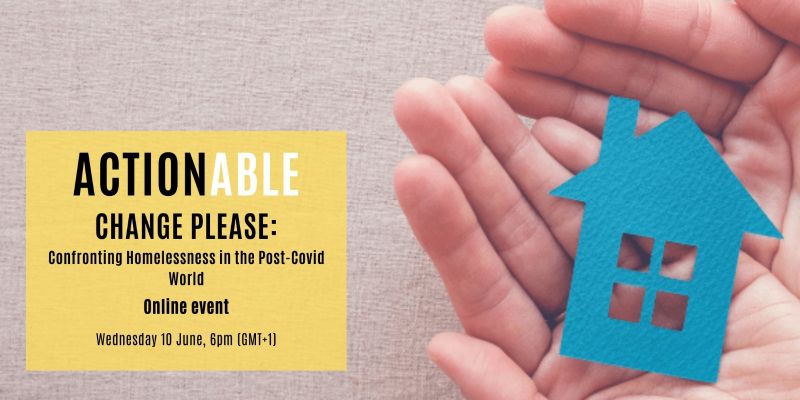 ACTIONABLE
CHANGE PLEASE:
Confronting Homelessness in the Post-Covid
World
Online event
Wednesday 10 June, 6pm (GMT+1)